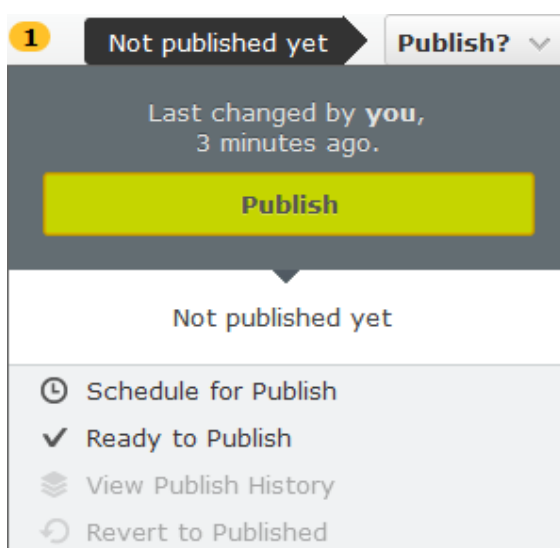 1 Not published yet Publish?
Last changed by you,
3 minutes ago.
Publish
Not published yet
Schedule for Publish
Ready to Publish
View Publish History
Revert to Published